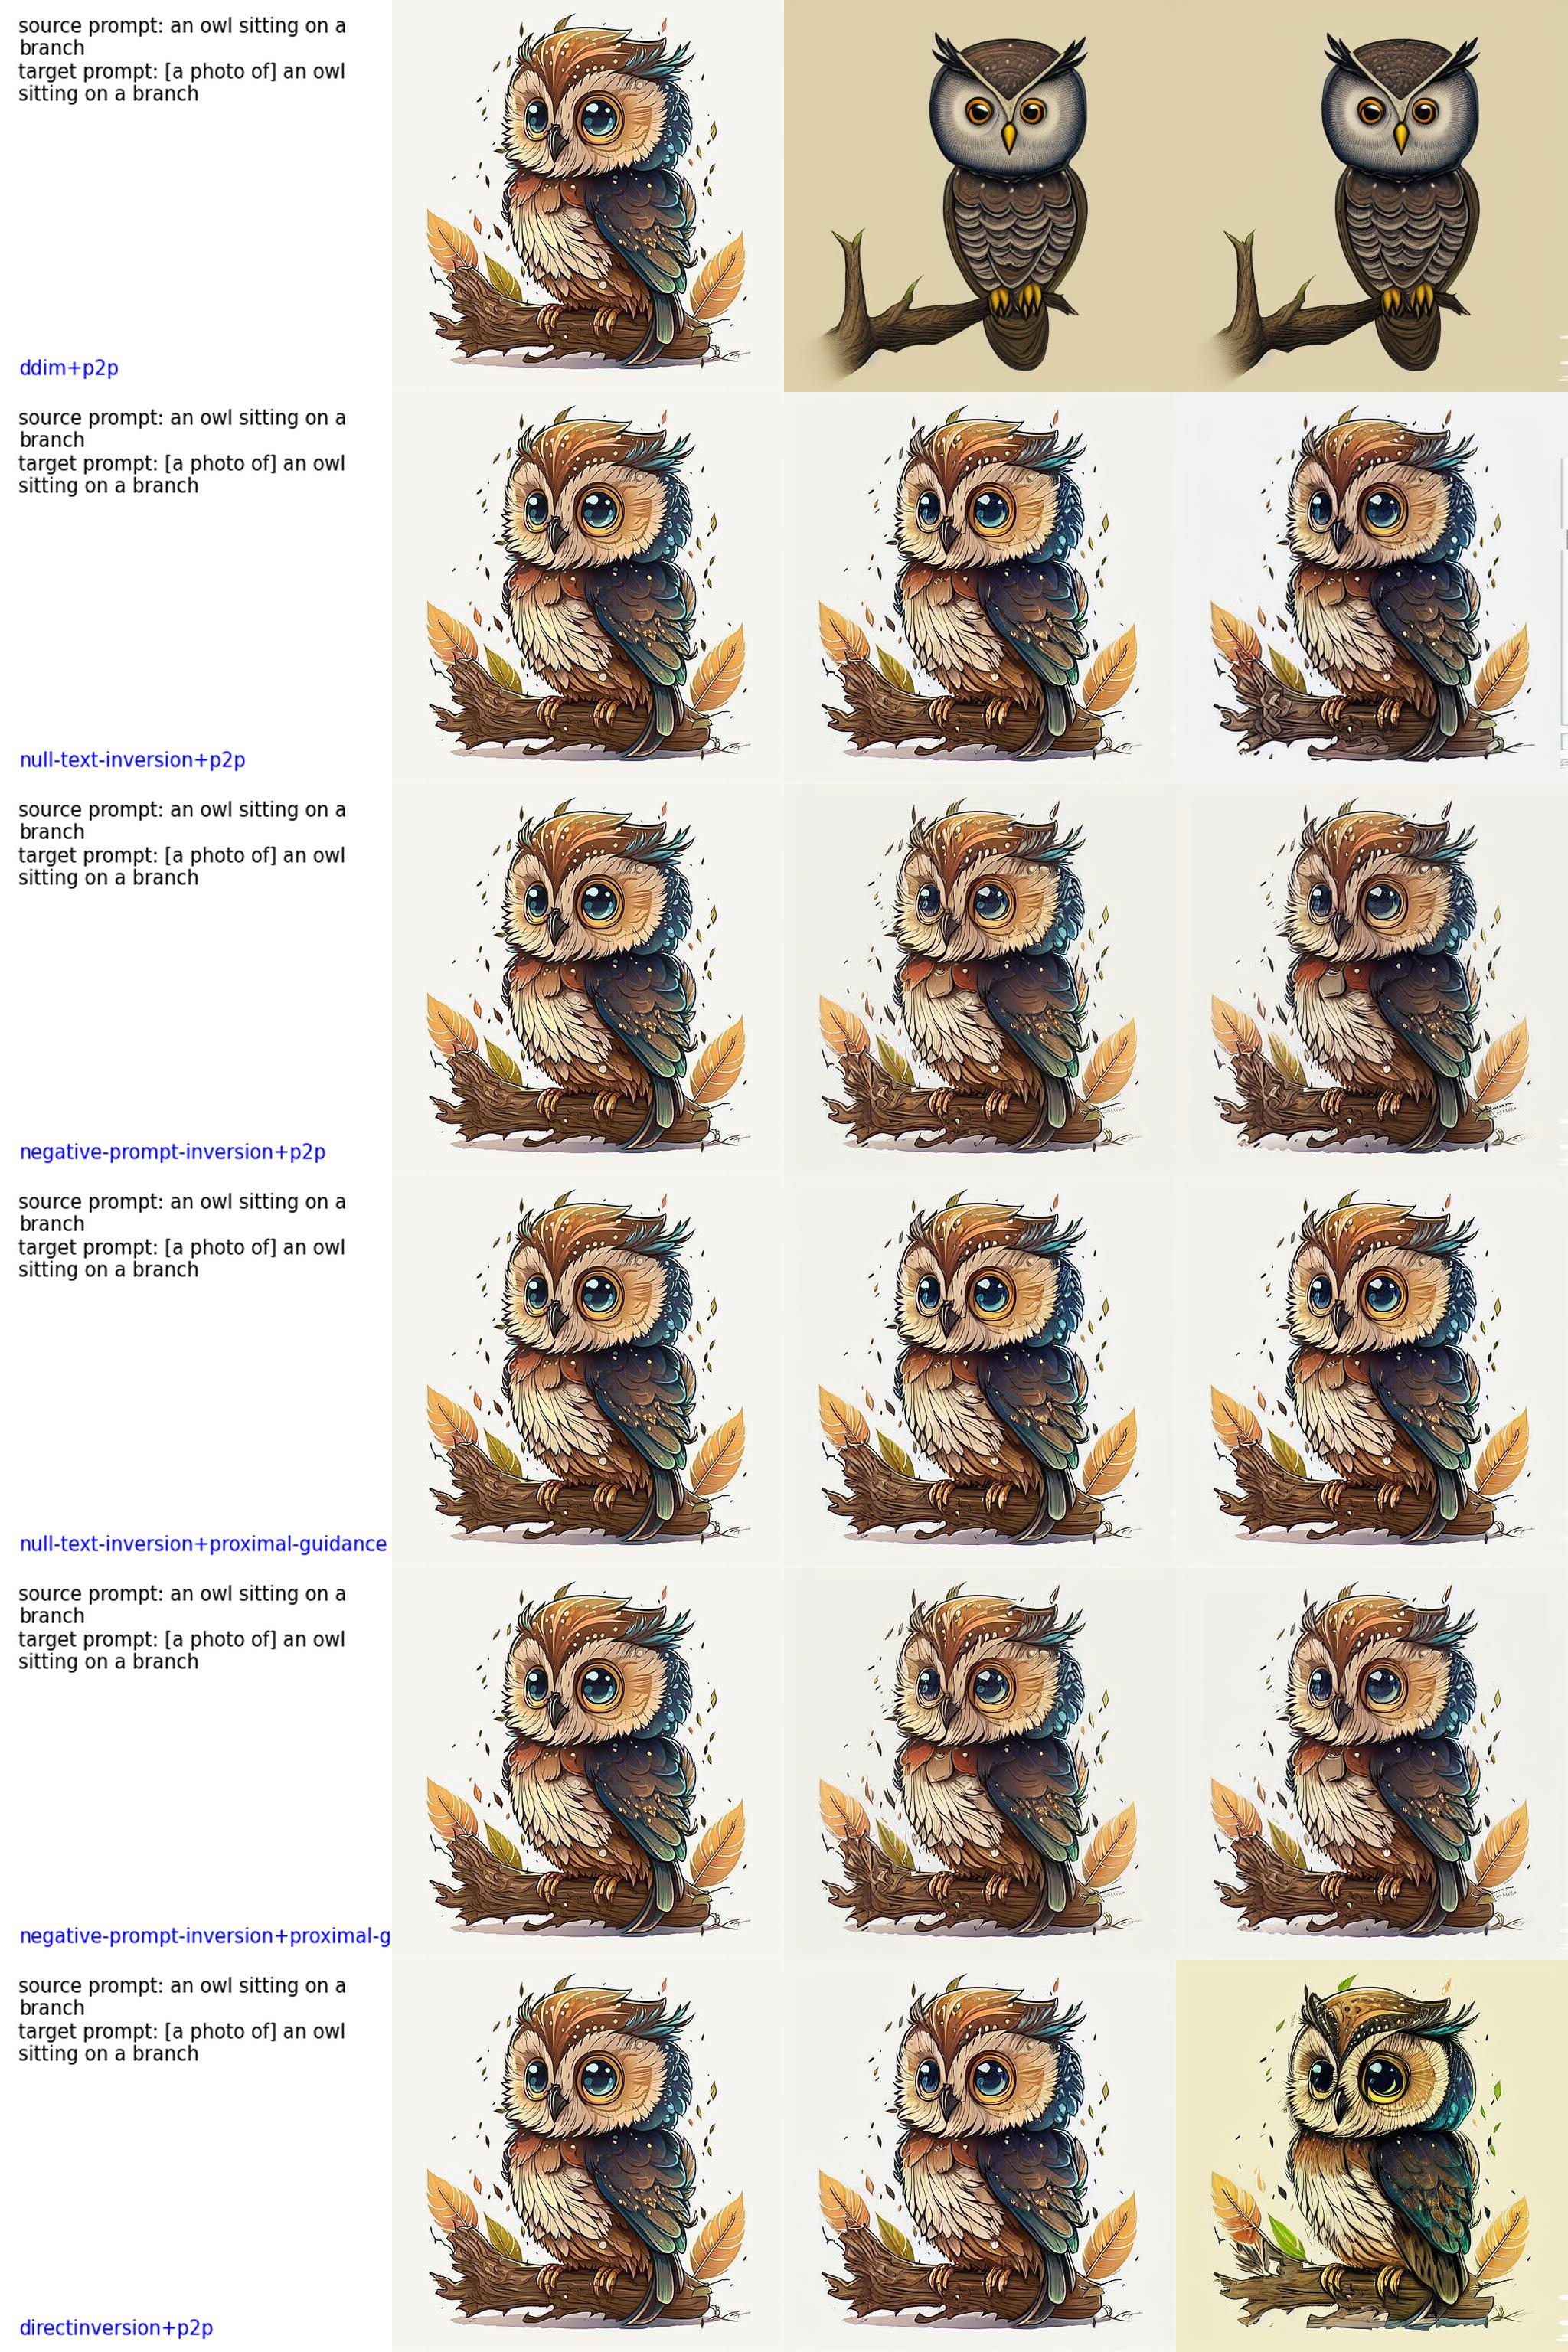 source prompt: an owl sitting on a
branch
target prompt: [a photo of] an owl
sitting on a branch
ddim+p2p
source prompt: an owl sitting on a
branch
target prompt: [a photo of] an owl
sitting on a branch
null-text-inversion+p2p
source prompt: an owl sitting on a
branch
target prompt: [a photo of] an owl
sitting on a branch
negative-prompt-inversion+p2p
source prompt: an owl sitting on a
branch
target prompt: [a photo of] an owl
sitting on a branch
null-text-inversion+proximal-guidance
source prompt: an owl sitting on a
branch
target prompt: [a photo of] an owl
sitting on a branch
negative-prompt-inversion+proximal-g
source prompt: an owl sitting on a
branch
target prompt: [a photo of] an owl
sitting on a branch
directinversion+p2p